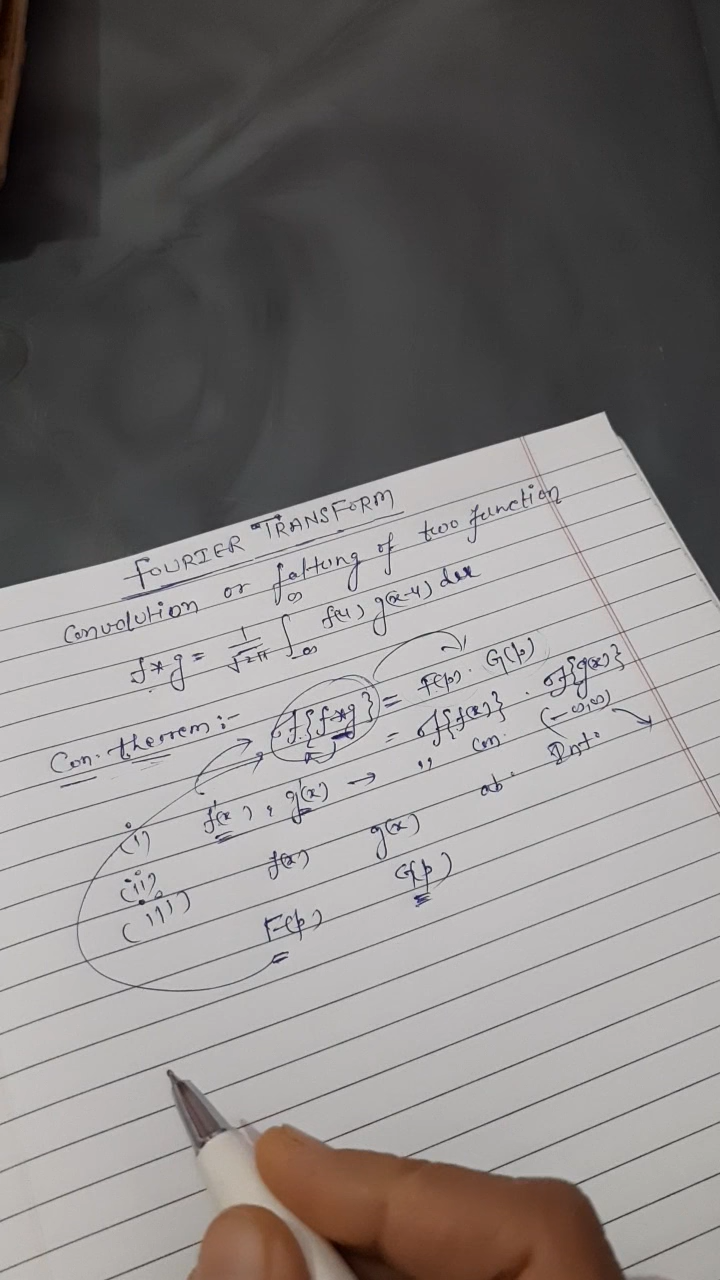 FOURIER TRANSFORM
Convolution or faltung of two function
f*g = 1/√2π ∫_-∞^∞ f(u) g(x-u) du
Con. theorem :- F{f*g} = F(p) . G(p)
= F{f(x)} . F{g(x)}
(i) f'(x), g'(x) → ,, con. (-∞,∞)
(ii) f(x) g(x) ab. Int.
(iii) F(p) G(p)